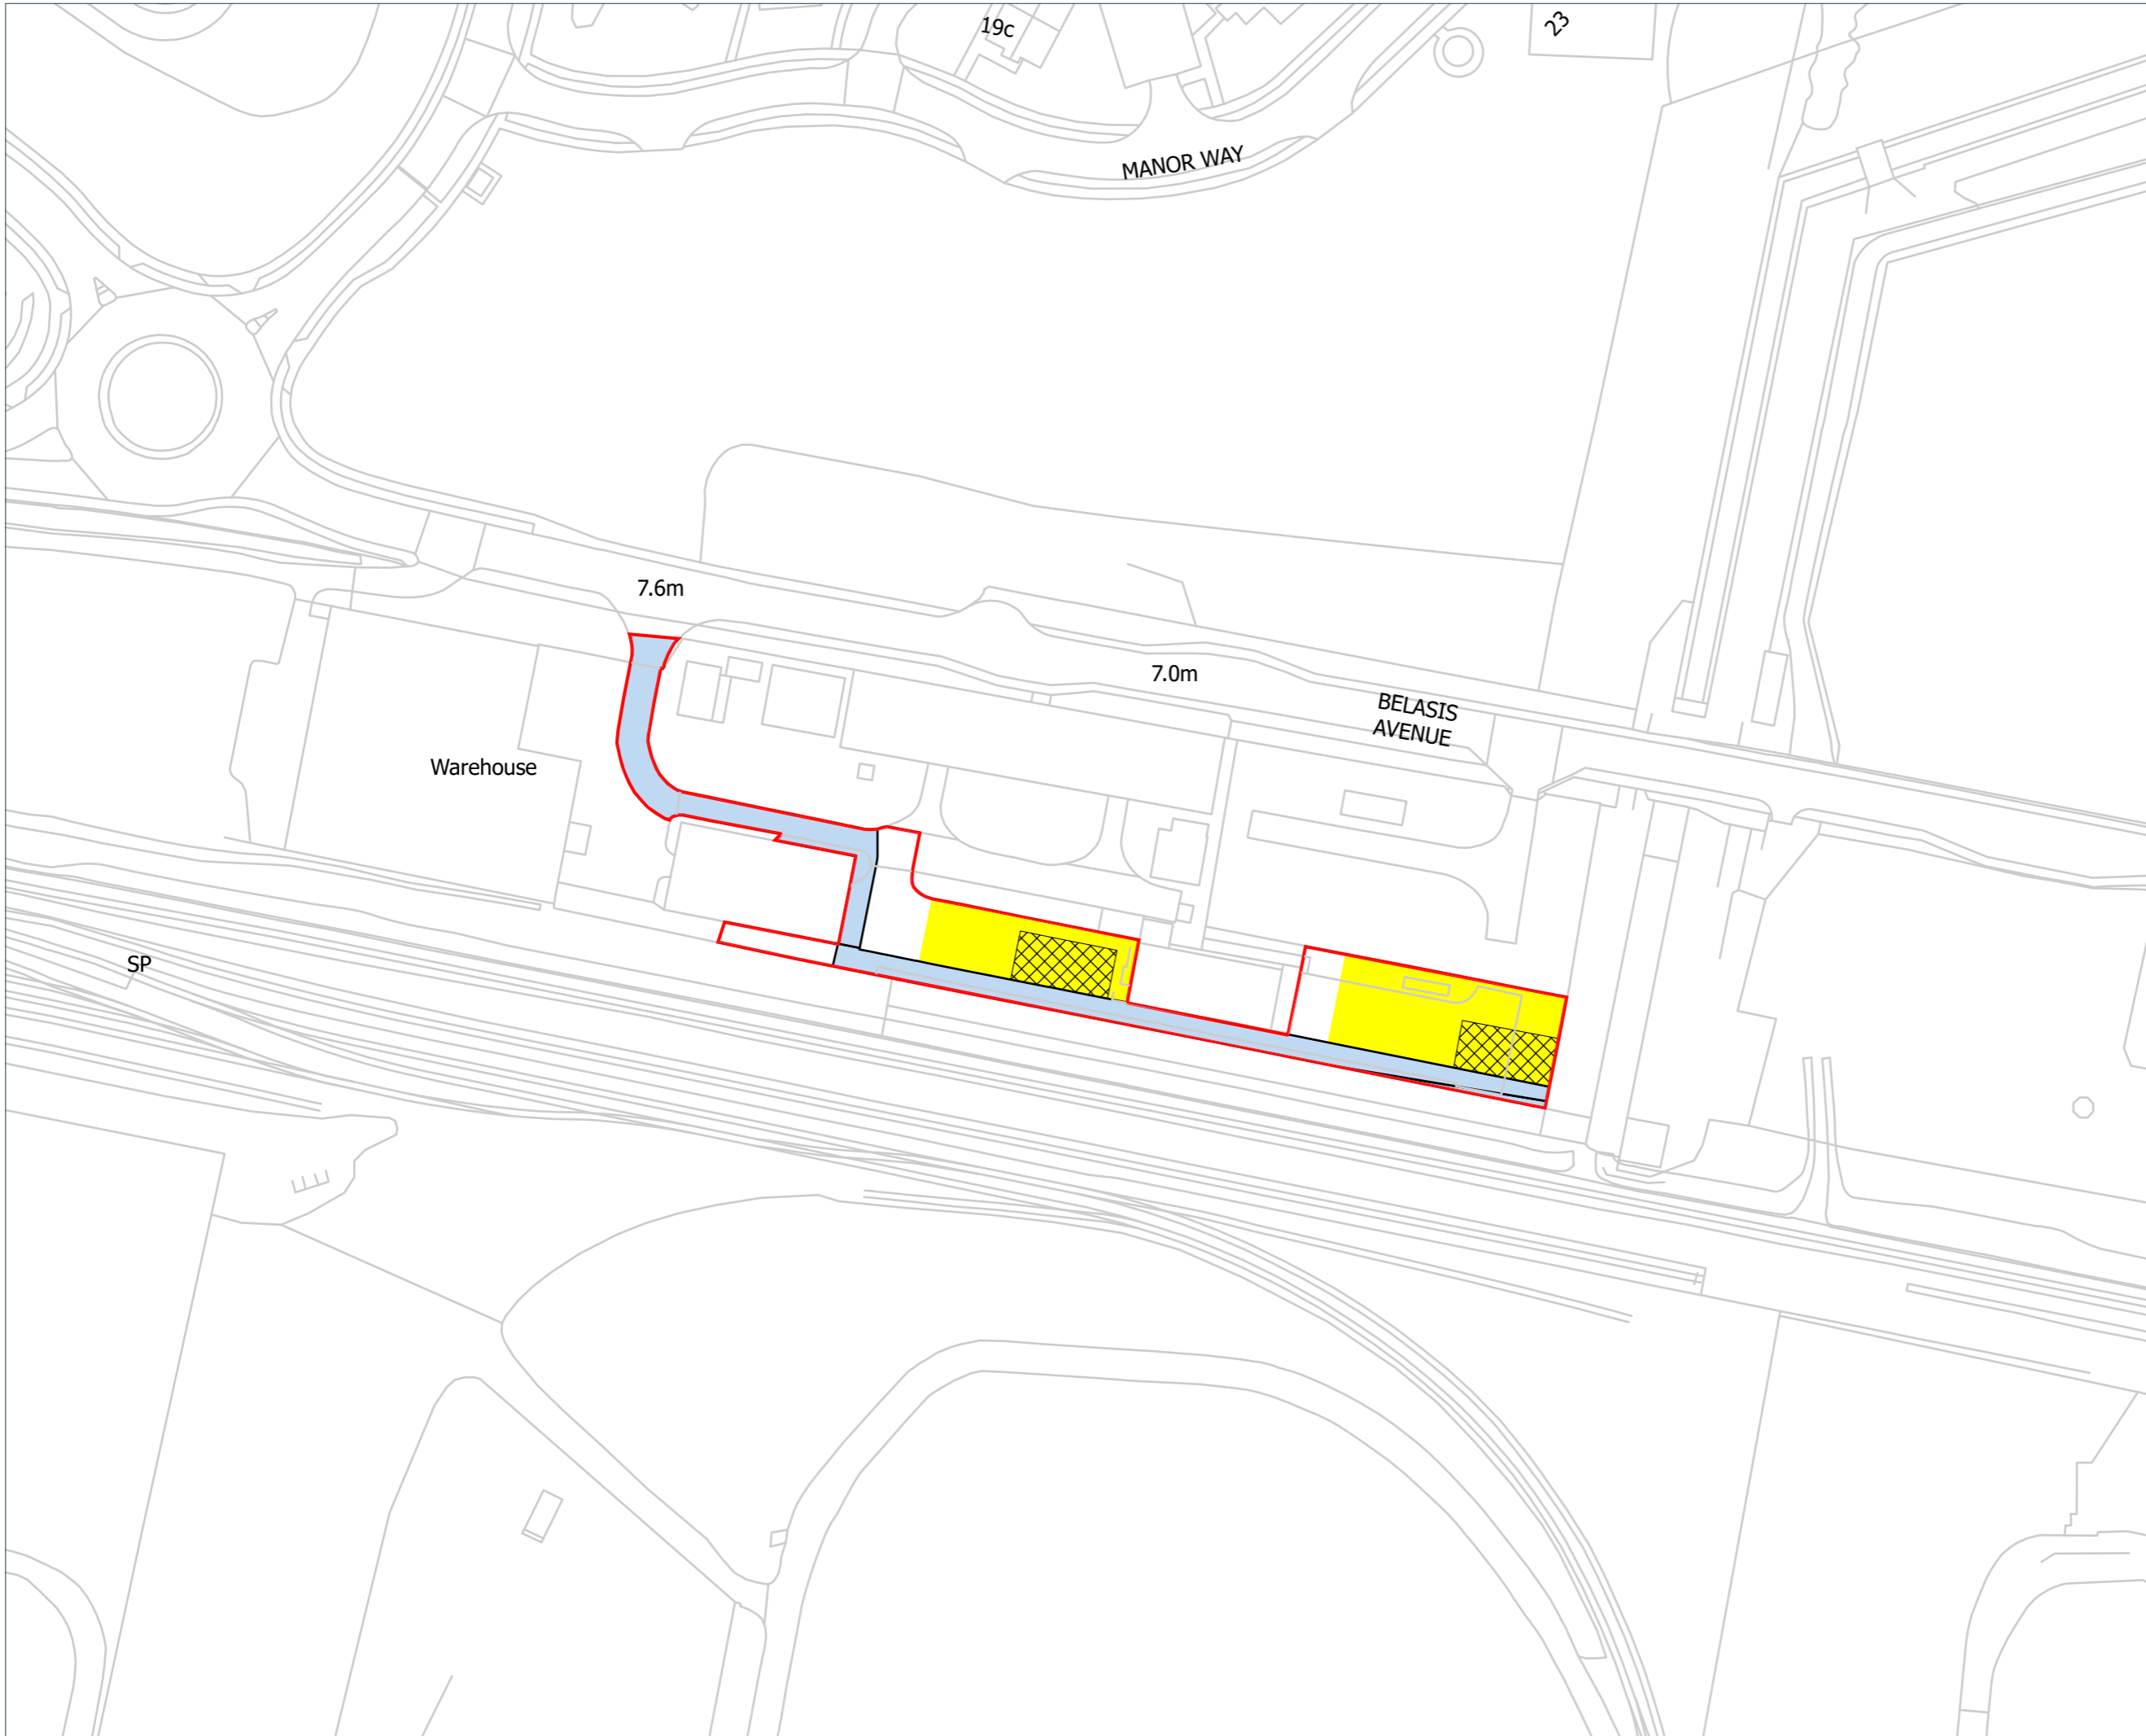 19c
23
MANOR WAY
7.6m
7.0m
BELASIS
AVENUE
Warehouse
SP